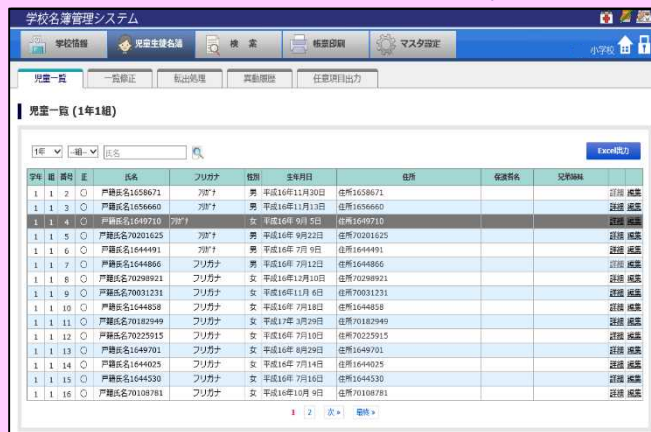 学校名簿管理システム
学校情報 児童生徒名簿 検 索 帳票印刷 マスタ設定 小学校
児童一覧 一覧修正 転出処理 異動履歴 任意項目出力
児童一覧 (1年1組)
1年 --組-- 氏名 Excel出力
学年 組 番号 正 氏名 フリガナ 性別 生年月日 住所 保護者名 兄弟姉妹
1 1 2 〇 戸籍氏名1658671 フリガナ 男 平成16年11月30日 住所1658671 詳細 編集
1 1 3 〇 戸籍氏名1656660 フリガナ 男 平成16年11月13日 住所1656660 詳細 編集
1 1 4 〇 戸籍氏名1649710 フリガナ 女 平成16年 9月 5日 住所1649710 詳細 編集
1 1 5 〇 戸籍氏名70201625 フリガナ 男 平成16年 9月22日 住所70201625 詳細 編集
1 1 6 〇 戸籍氏名1644491 フリガナ 男 平成16年 7月 9日 住所1644491 詳細 編集
1 1 7 〇 戸籍氏名1644866 フリガナ 男 平成16年 7月12日 住所1644866 詳細 編集
1 1 8 〇 戸籍氏名70298921 フリガナ 女 平成16年12月10日 住所70298921 詳細 編集
1 1 9 〇 戸籍氏名70031231 フリガナ 女 平成16年11月 6日 住所70031231 詳細 編集
1 1 10 〇 戸籍氏名1644858 フリガナ 女 平成16年 7月18日 住所1644858 詳細 編集
1 1 11 〇 戸籍氏名70182949 フリガナ 女 平成17年 3月29日 住所70182949 詳細 編集
1 1 12 〇 戸籍氏名70225915 フリガナ 女 平成16年 7月10日 住所70225915 詳細 編集
1 1 13 〇 戸籍氏名1649701 フリガナ 女 平成16年 8月29日 住所1649701 詳細 編集
1 1 14 〇 戸籍氏名1644025 フリガナ 女 平成16年 7月14日 住所1644025 詳細 編集
1 1 15 〇 戸籍氏名1644530 フリガナ 女 平成16年 7月16日 住所1644530 詳細 編集
1 1 16 〇 戸籍氏名70108781 フリガナ 女 平成16年10月 9日 住所70108781 詳細 編集
1 2 次» 最終»